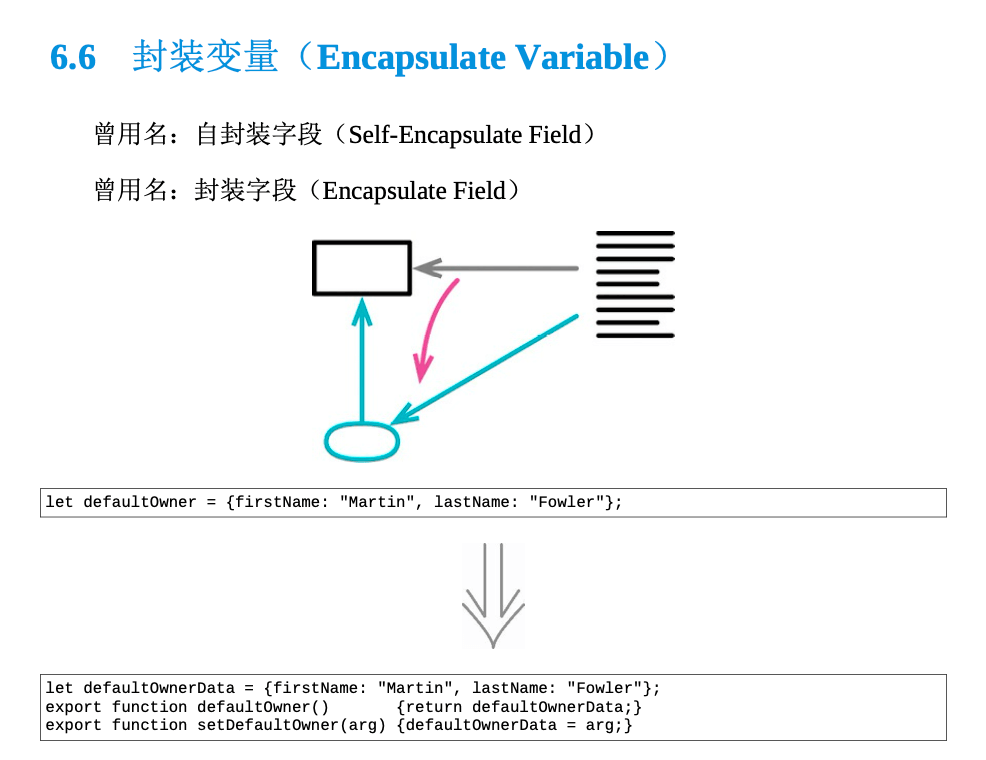 6.6 封装变量（Encapsulate Variable）
曾用名：自封装字段（Self-Encapsulate Field）
曾用名：封装字段（Encapsulate Field）
let defaultOwner = {firstName: "Martin", lastName: "Fowler"};
let defaultOwnerData = {firstName: "Martin", lastName: "Fowler"};
export function defaultOwner()       {return defaultOwnerData;}
export function setDefaultOwner(arg) {defaultOwnerData = arg;}